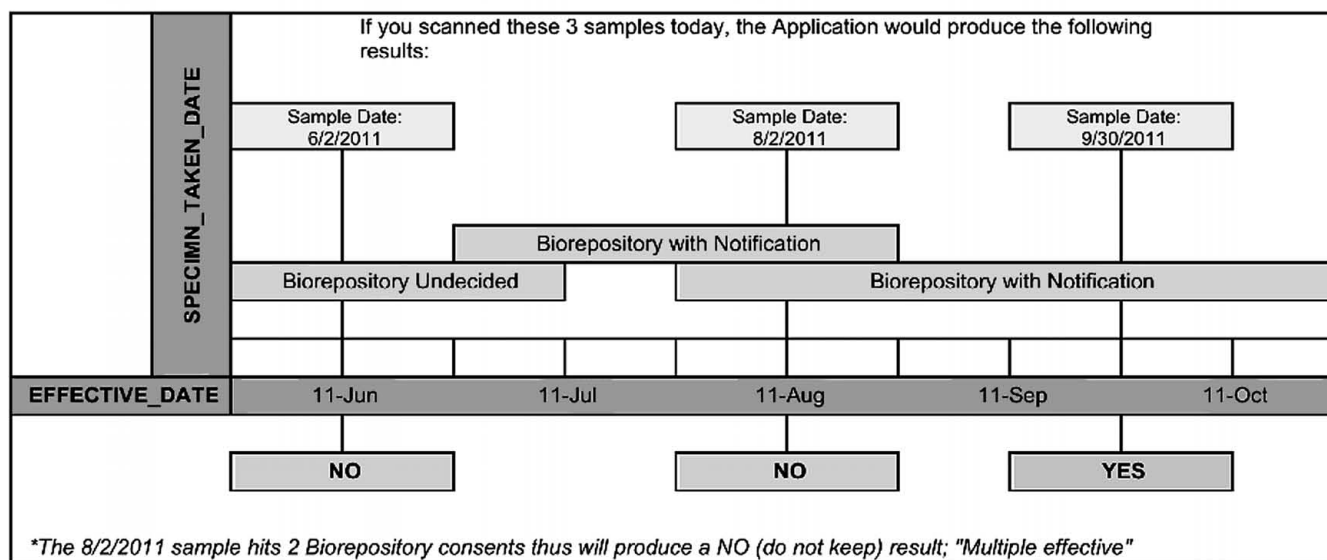 If you scanned these 3 samples today, the Application would produce the following
results:
SPECIMN_TAKEN_DATE
Sample Date:
6/2/2011
Sample Date:
8/2/2011
Sample Date:
9/30/2011
Biorepository with Notification
Biorepository Undecided
Biorepository with Notification
EFFECTIVE_DATE
11-Jun
11-Jul
11-Aug
11-Sep
11-Oct
NO
NO
YES
*The 8/2/2011 sample hits 2 Biorepository consents thus will produce a NO (do not keep) result; "Multiple effective"